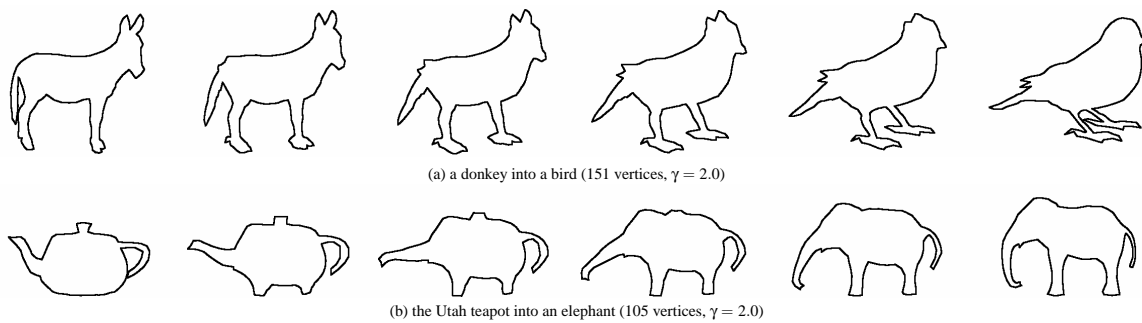 (a) a donkey into a bird (151 vertices, γ = 2.0)
(b) the Utah teapot into an elephant (105 vertices, γ = 2.0)